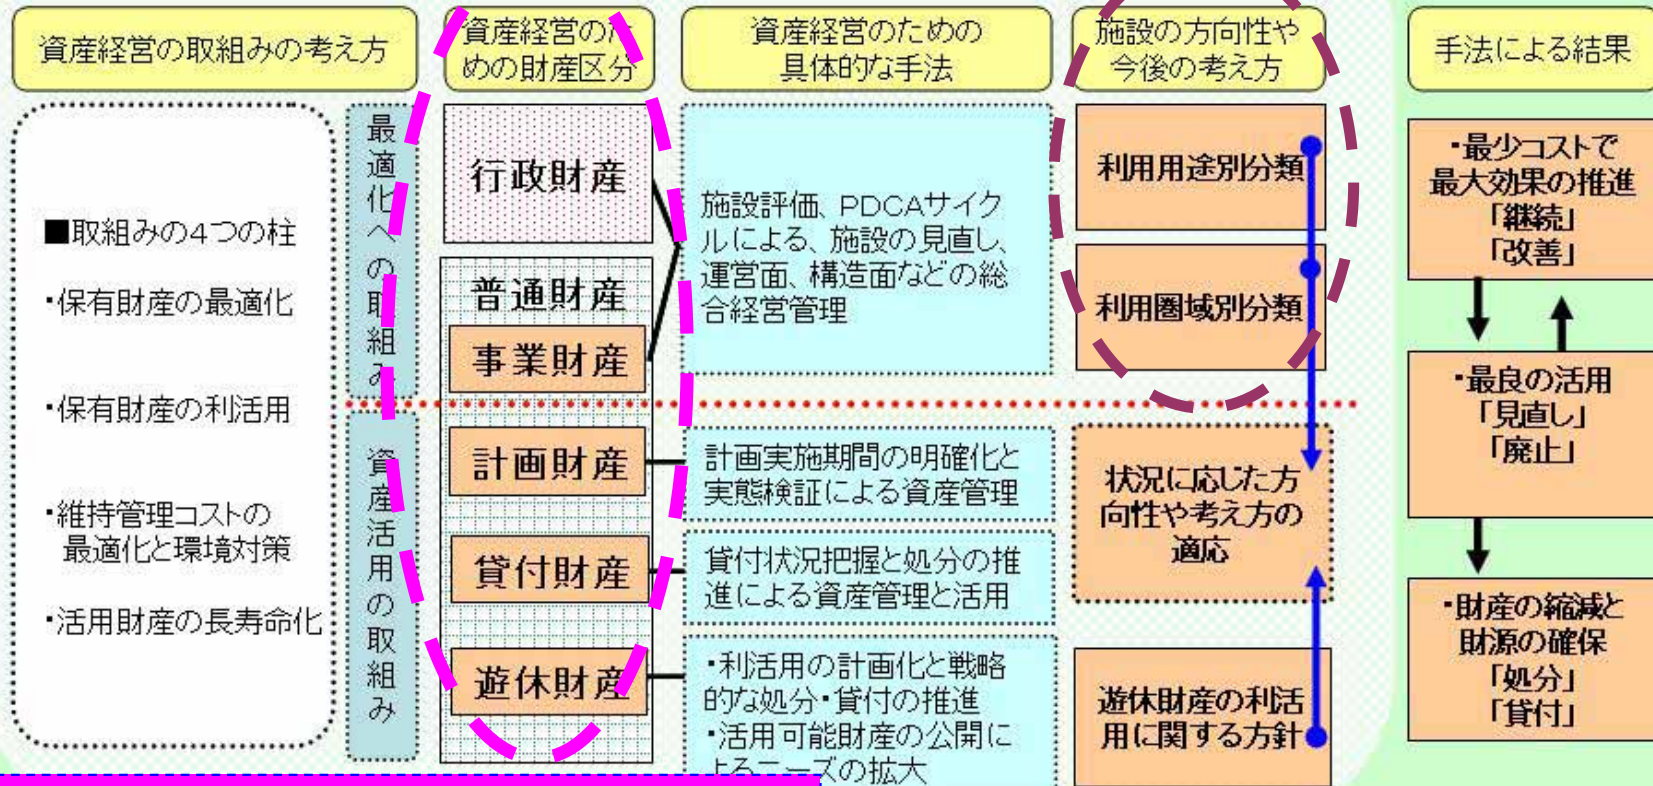 資産経営の取組みの考え方
資産経営のた
めの財産区分
資産経営のための
具体的な手法
施設の方向性や
今後の考え方
手法による結果
■取組みの4つの柱
・保有財産の最適化
・保有財産の利活用
・維持管理コストの
最適化と環境対策
・活用財産の長寿命化
最適化への取組み
資産活用の取組み
行政財産
普通財産
事業財産
計画財産
貸付財産
遊休財産
施設評価、PDCAサイク
ルによる、施設の見直し、
運営面、構造面などの総
合経営管理
計画実施期間の明確化と
実態検証による資産管理
貸付状況把握と処分の推
進による資産管理と活用
・利活用の計画化と戦略
的な処分・貸付の推進
・活用可能財産の公開に
よるニーズの拡大
利用用途別分類
利用圏域別分類
状況に応じた方
向性や考え方の
適応
遊休財産の利活
用に関する方針
・最少コストで
最大効果の推進
「継続」
「改善」
・最良の活用
「見直し」
「廃止」
・財産の縮減と
財源の確保
「処分」
「貸付」